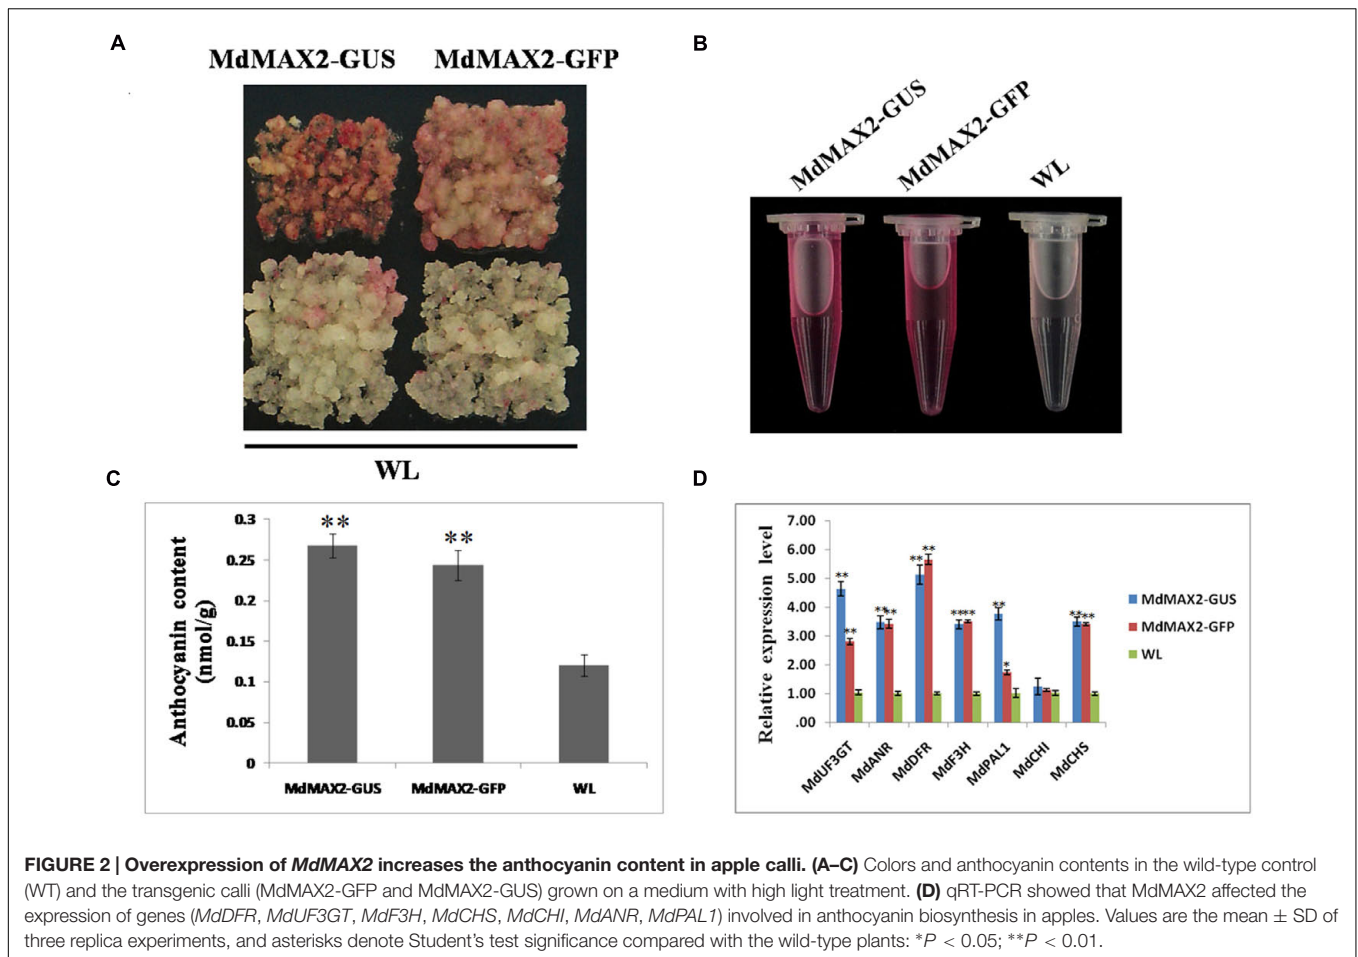 A
MdMAX2-GUS MdMAX2-GFP
WL
B
MdMAX2-GUS
MdMAX2-GFP
WL
C
Anthocyanin content
(nmol/g)
0.3
0.25
0.2
0.15
0.1
0.05
0
**
**
MdMAX2-GUS MdMAX2-GFP WL
D
Relative expression level
7.00
6.00
5.00
4.00
3.00
2.00
1.00
.00
**
**
**
**
**
**
**
**
**
*
**
**
MdUF3GT
MdANR
MdDFR
MdF3H
MdPAL1
MdCHI
MdCHS
MdMAX2-GUS
MdMAX2-GFP
WL
FIGURE 2 | Overexpression of MdMAX2 increases the anthocyanin content in apple calli. (A–C) Colors and anthocyanin contents in the wild-type control
(WT) and the transgenic calli (MdMAX2-GFP and MdMAX2-GUS) grown on a medium with high light treatment. (D) qRT-PCR showed that MdMAX2 affected the
expression of genes (MdDFR, MdUF3GT, MdF3H, MdCHS, MdCHI, MdANR, MdPAL1) involved in anthocyanin biosynthesis in apples. Values are the mean ± SD of
three replica experiments, and asterisks denote Student's test significance compared with the wild-type plants: *P < 0.05; **P < 0.01.